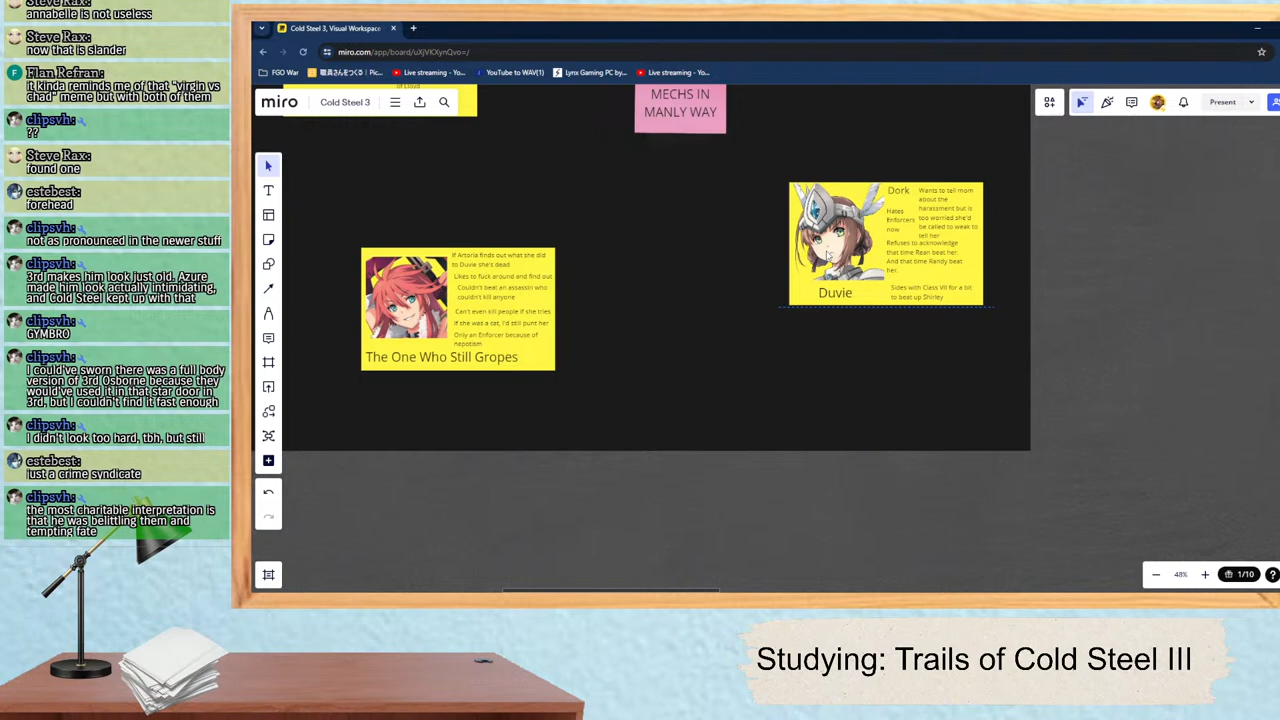 annabelle is not useless
Steve Rax:
now that is slander
Flan Refran:
it kinda reminds me of that "virgin vs
chad" meme but with both of them
clipsvh:
??
Steve Rax:
found one
estebest:
forehead
clipsvh:
not as pronounced in the newer stuff
clipsvh:
3rd makes him look just old. Azure
made him look actually intimidating,
and Cold Steel kept up with that
clipsvh:
GYMBRO
clipsvh:
I could've sworn there was a full body
version of 3rd Osborne because they
would've used it in that star door in
3rd, but I couldn't find it fast enough
clipsvh:
I didn't look too hard, tbh, but still
estebest:
just a crime syndicate
clipsvh:
the most charitable interpretation is
that he was belittling them and
tempting fate
Cold Steel 3, Visual Workspace
miro.com/app/board/uXjVKXynQvo=/
FGO War
職員さんをつくる | Pic...
Live streaming - Yo...
YouTube to WAV(1)
Lynx Gaming PC by...
Live streaming - Yo...
miro
Cold Steel 3
of Lloyd
MECHS IN
MANLY WAY
Present
If Artoria finds out what she did
to Duvie she's dead
Likes to fuck around and find out
Couldn't beat an assassin who
couldn't kill anyone
Can't even kill people if she tries
If she was a cat, I'd still punt her
Only an Enforcer because of
nepotism
The One Who Still Gropes
Dork
Wants to tell mom
about the
harassment but is
too worried she'd
be called to weak to
tell her
Hates
Enforcers
now
Refuses to acknowledge
that time Rean beat her.
And that time Randy beat
her.
Sides with Class VII for a bit
to beat up Shirley
Duvie
48%
1/10
Studying: Trails of Cold Steel III